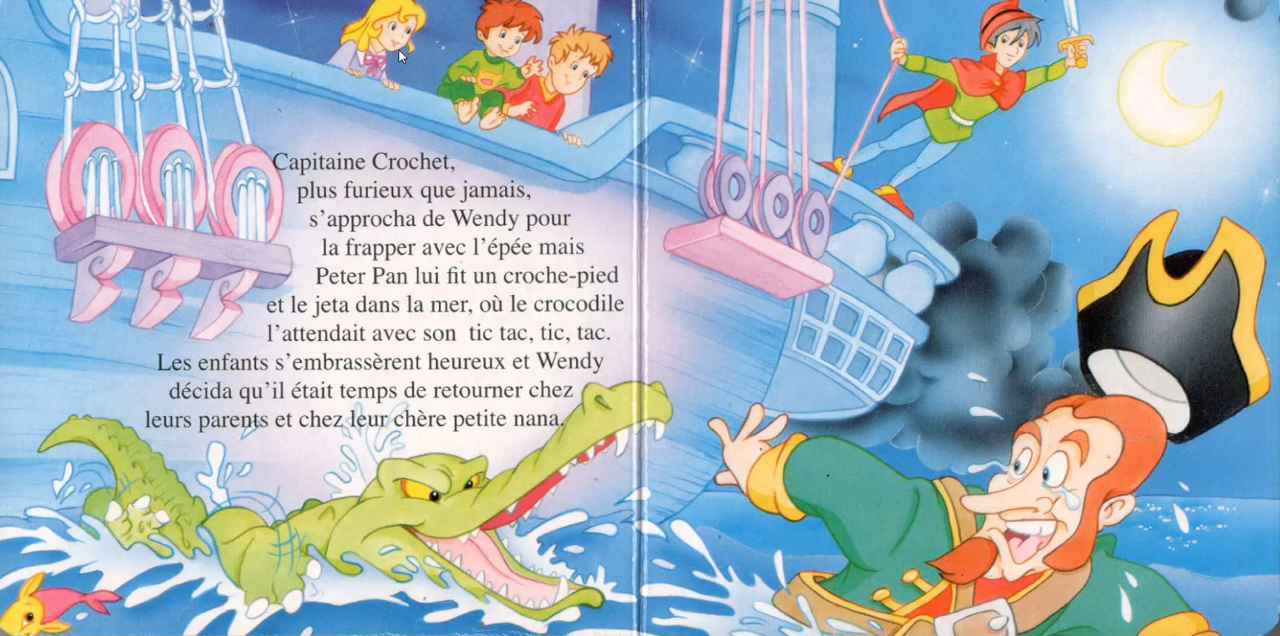 Capitaine Crochet,
plus furieux que jamais,
s’approcha de Wendy pour
la frapper avec l’épée mais
Peter Pan lui fit un croche-pied
et le jeta dans la mer, où le crocodile
l’attendait avec son tic tac, tic, tac.
Les enfants s’embrassèrent heureux et Wendy
décida qu’il était temps de retourner chez
leurs parents et chez leur chère petite nana.